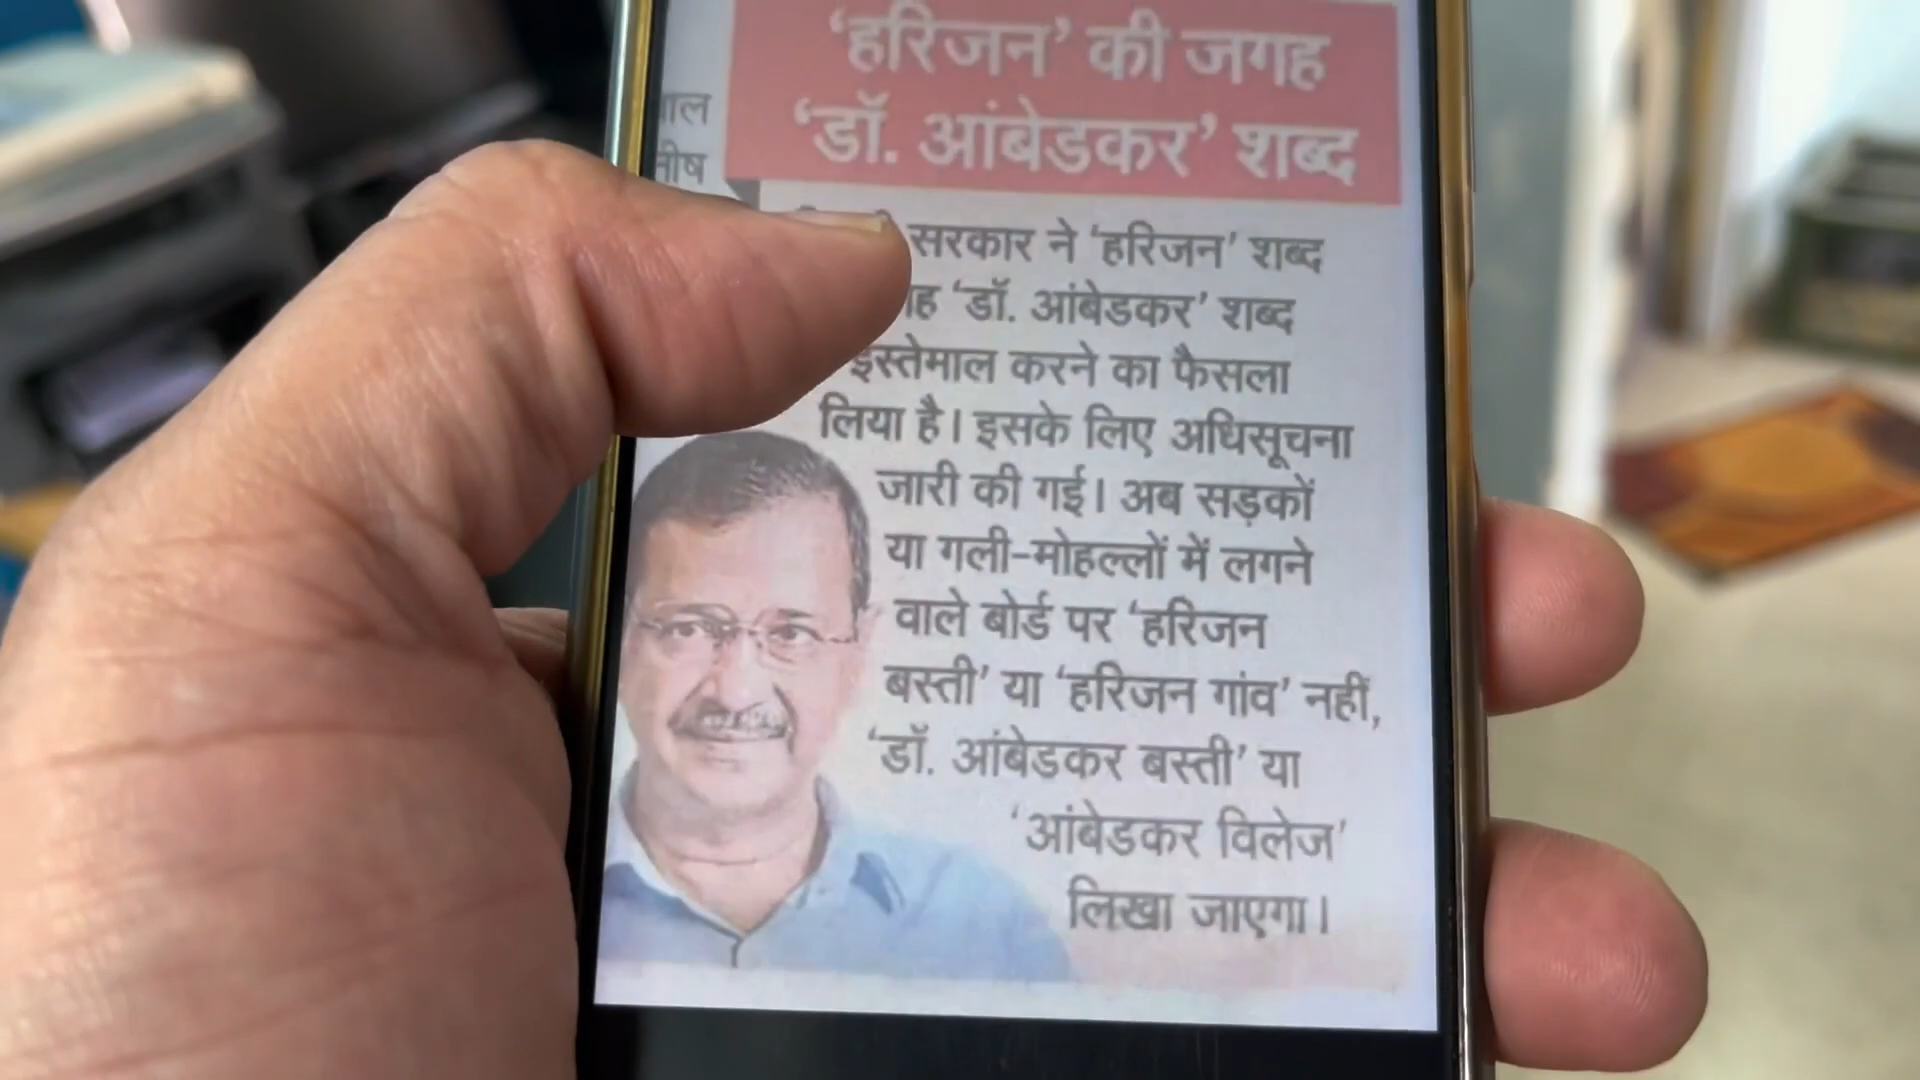 'हरिजन' की जगह
'डॉ. आंबेडकर' शब्द
सरकार ने 'हरिजन' शब्द
'डॉ. आंबेडकर' शब्द
इस्तेमाल करने का फैसला
लिया है। इसके लिए अधिसूचना
जारी की गई। अब सड़कों
या गली-मोहल्लों में लगने
वाले बोर्ड पर 'हरिजन
बस्ती' या 'हरिजन गांव' नहीं,
'डॉ. आंबेडकर बस्ती' या
'आंबेडकर विलेज'
लिखा जाएगा।